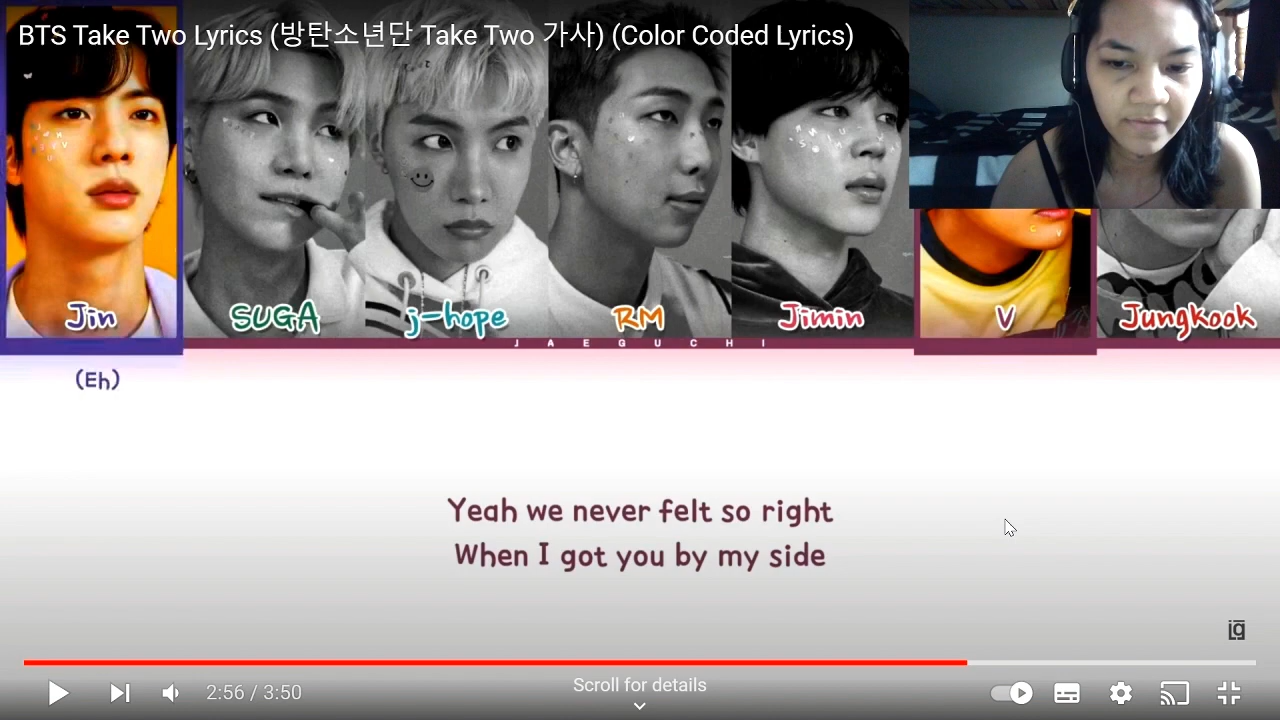 BTS Take Two Lyrics (방탄소년단 Take Two 가사) (Color Coded Lyrics)
Jin
SUGA
j-hope
RM
Jimin
V
Jungkook
JAEGUCHI
(Eh)
Yeah we never felt so right
When I got you by my side
jg
2:56 / 3:50
Scroll for details